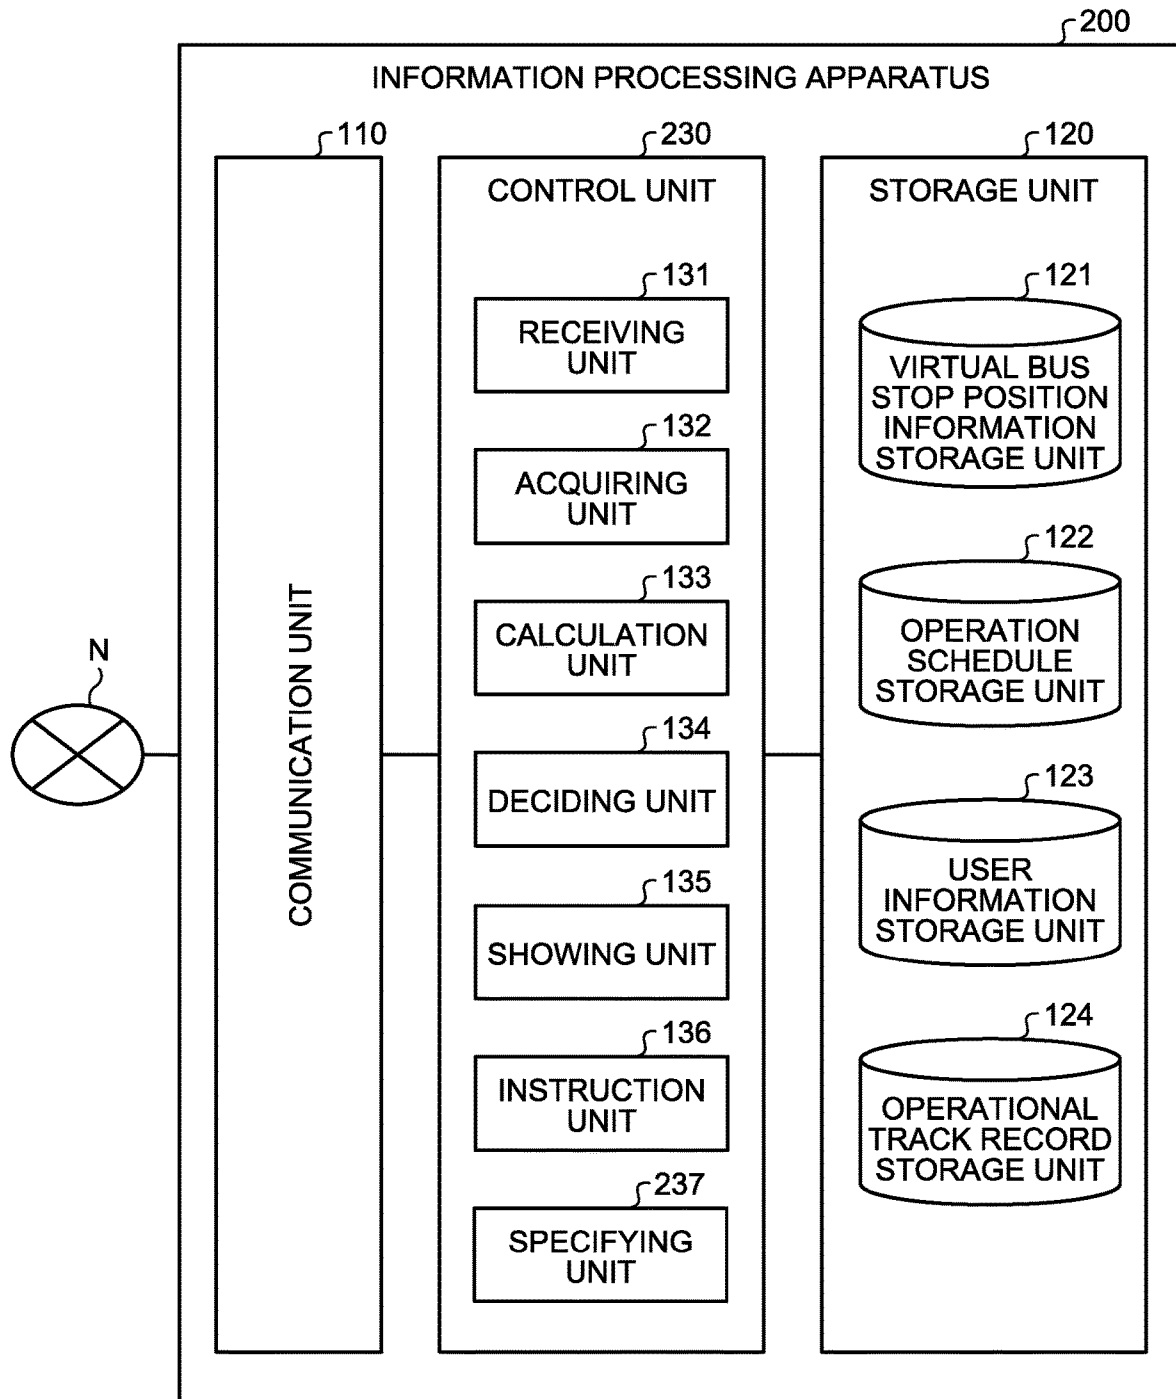 200
INFORMATION PROCESSING APPARATUS
110
COMMUNICATION UNIT
230
CONTROL UNIT
131
RECEIVING
UNIT
132
ACQUIRING
UNIT
133
CALCULATION
UNIT
134
DECIDING UNIT
135
SHOWING UNIT
136
INSTRUCTION
UNIT
237
SPECIFYING
UNIT
120
STORAGE UNIT
121
VIRTUAL BUS
STOP POSITION
INFORMATION
STORAGE UNIT
122
OPERATION
SCHEDULE
STORAGE UNIT
123
USER
INFORMATION
STORAGE UNIT
124
OPERATIONAL
TRACK RECORD
STORAGE UNIT
N